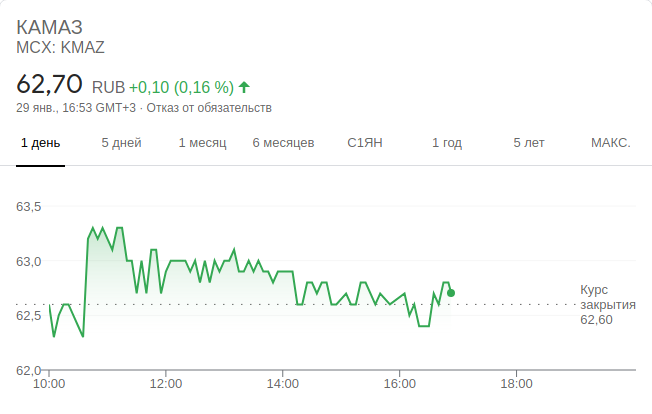 КАМАЗ
MCX: KMAZ
62,70 RUB +0,10 (0,16 %)
29 янв., 16:53 GMT+3 · Отказ от обязательств
1 день 5 дней 1 месяц 6 месяцев С1ЯН 1 год 5 лет МАКС.
63,5
63,0
62,5
62,0
Курс
закрытия
62,60
10:00 12:00 14:00 16:00 18:00